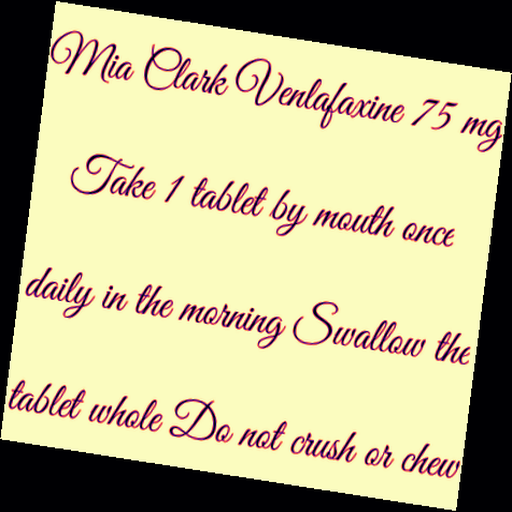 Mia Clark Venlafaxine 75 mg
Take 1 tablet by mouth once
daily in the morning Swallow the
tablet whole Do not crush or chew